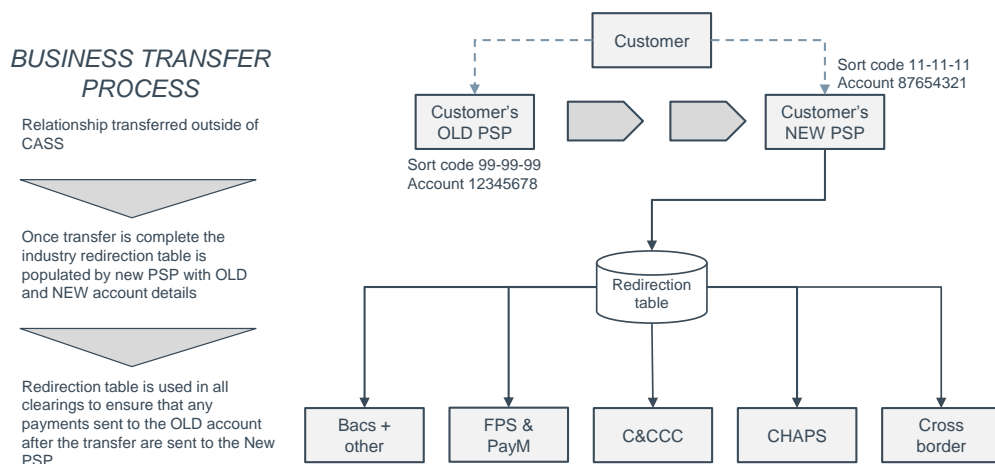 BUSINESS TRANSFER
PROCESS
Relationship transferred outside of
CASS
Once transfer is complete the
industry redirection table is
populated by new PSP with OLD
and NEW account details
Redirection table is used in all
clearings to ensure that any
payments sent to the OLD account
after the transfer are sent to the New
PSP
Customer
Sort code 11-11-11
Account 87654321
Customer's
OLD PSP
Customer's
NEW PSP
Sort code 99-99-99
Account 12345678
Redirection
table
Bacs +
other
FPS &
PayM
C&CCC
CHAPS
Cross
border